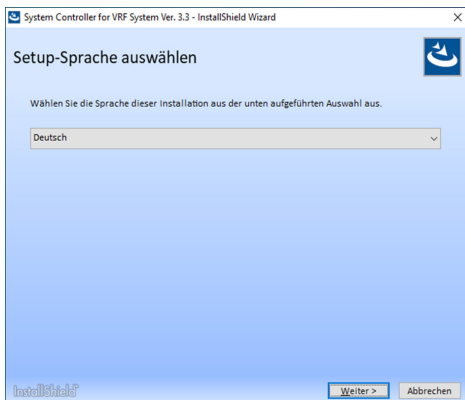 System Controller for VRF System Ver. 3.3 - InstallShield Wizard
Setup-Sprache auswählen
Wählen Sie die Sprache dieser Installation aus der unten aufgeführten Auswahl aus.
Deutsch
InstallShield
Weiter >
Abbrechen